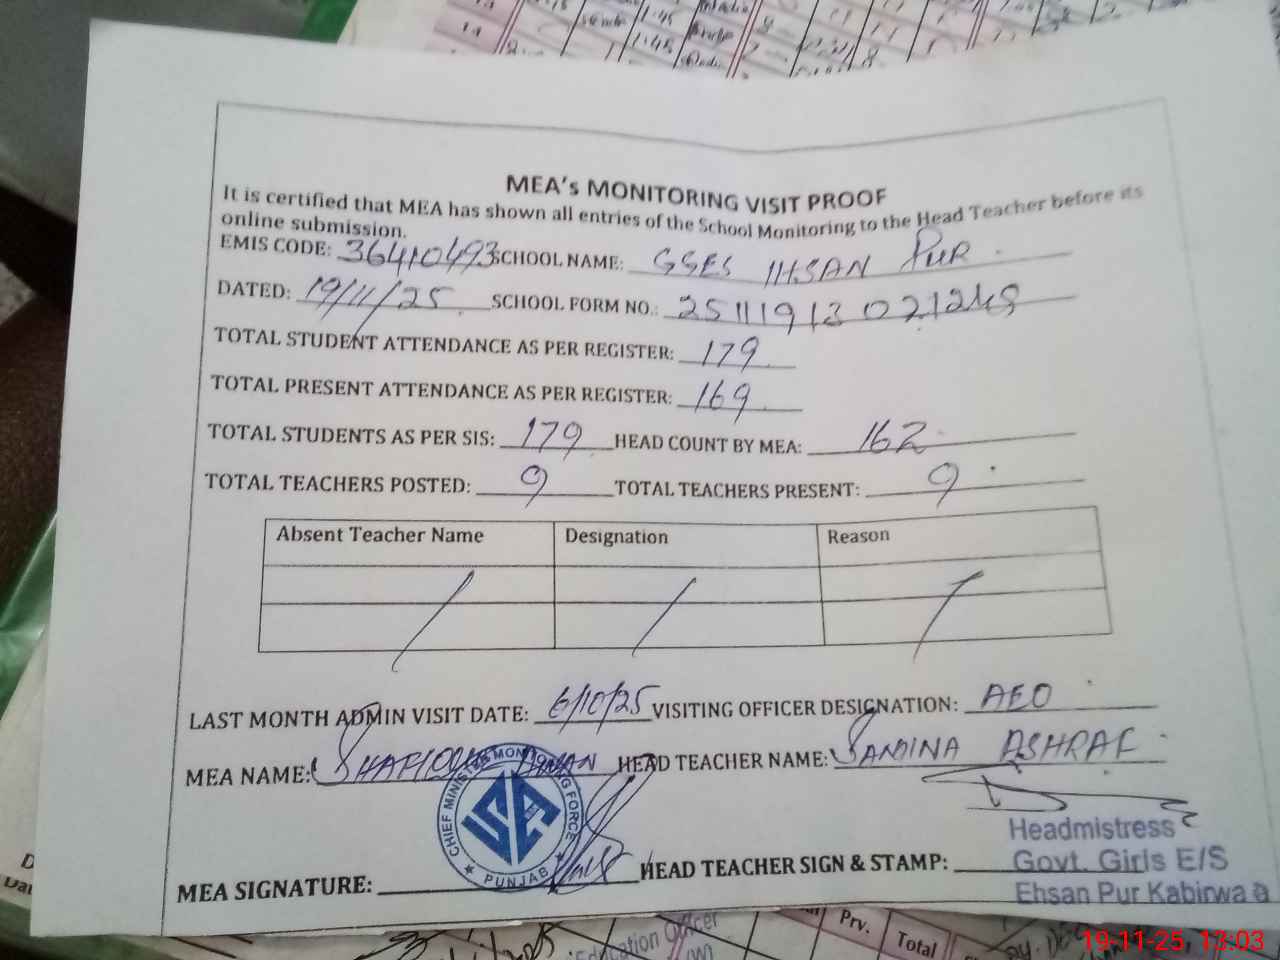 MEA's MONITORING VISIT PROOF
It is certified that MEA has shown all entries of the School Monitoring to the Head Teacher before its
online submission.
EMIS CODE: 36410493 SCHOOL NAME: GGES IHSAN PUR
DATED: 19/11/25 SCHOOL FORM NO.: 25111913021248
TOTAL STUDENT ATTENDANCE AS PER REGISTER: 179
TOTAL PRESENT ATTENDANCE AS PER REGISTER: 169
TOTAL STUDENTS AS PER SIS: 179 HEAD COUNT BY MEA: 162
TOTAL TEACHERS POSTED: 9 TOTAL TEACHERS PRESENT: 9
Absent Teacher Name Designation Reason
LAST MONTH ADMIN VISIT DATE: 6/10/25 VISITING OFFICER DESIGNATION: AEO
MEA NAME: HEAD TEACHER NAME: ASHRAF
CHIEF MINISTER'S MONITORING FORCE
PUNJAB
Headmistress
MEA SIGNATURE: HEAD TEACHER SIGN & STAMP: Govt. Girls E/S
Ehsan Pur Kabirwa
Prv. Total
19-11-25, 13:03